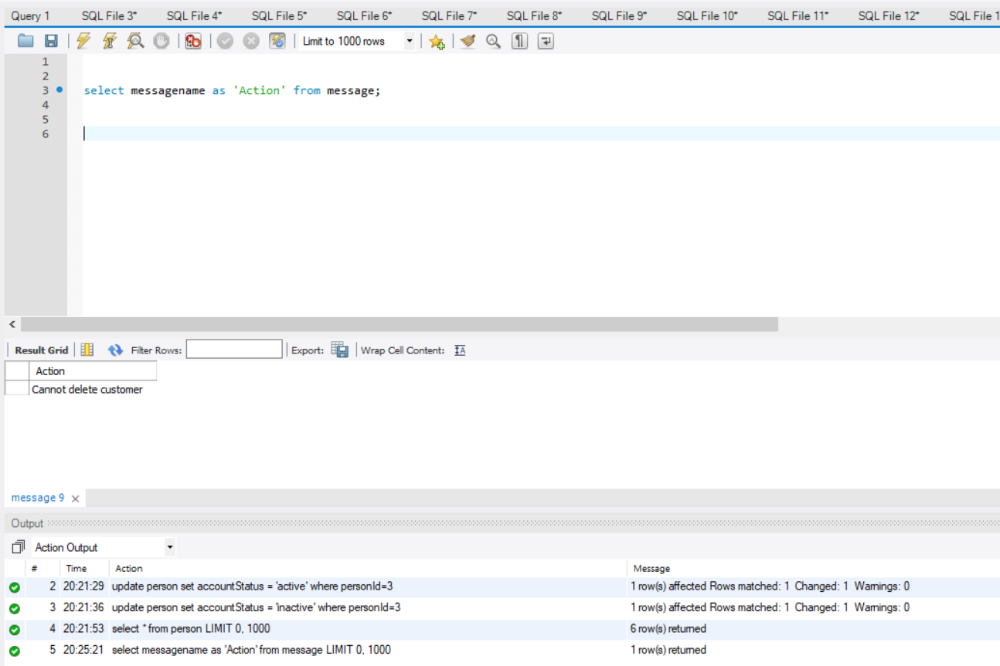 Query 1 SQL File 3* SQL File 4* SQL File 5* SQL File 6* SQL File 7* SQL File 8* SQL File 9* SQL File 10* SQL File 11* SQL File 12* SQL File 1
Limit to 1000 rows
1
2
3 select messagename as 'Action' from message;
4
5
6
Result Grid Filter Rows: Export: Wrap Cell Content:
Action
Cannot delete customer
message 9
Output
Action Output
# Time Action Message
2 20:21:29 update person set accountStatus = 'active' where personId=3 1 row(s) affected Rows matched: 1 Changed: 1 Warnings: 0
3 20:21:36 update person set accountStatus = 'inactive' where personId=3 1 row(s) affected Rows matched: 1 Changed: 1 Warnings: 0
4 20:21:53 select * from person LIMIT 0, 1000 6 row(s) returned
5 20:25:21 select messagename as 'Action' from message LIMIT 0, 1000 1 row(s) returned